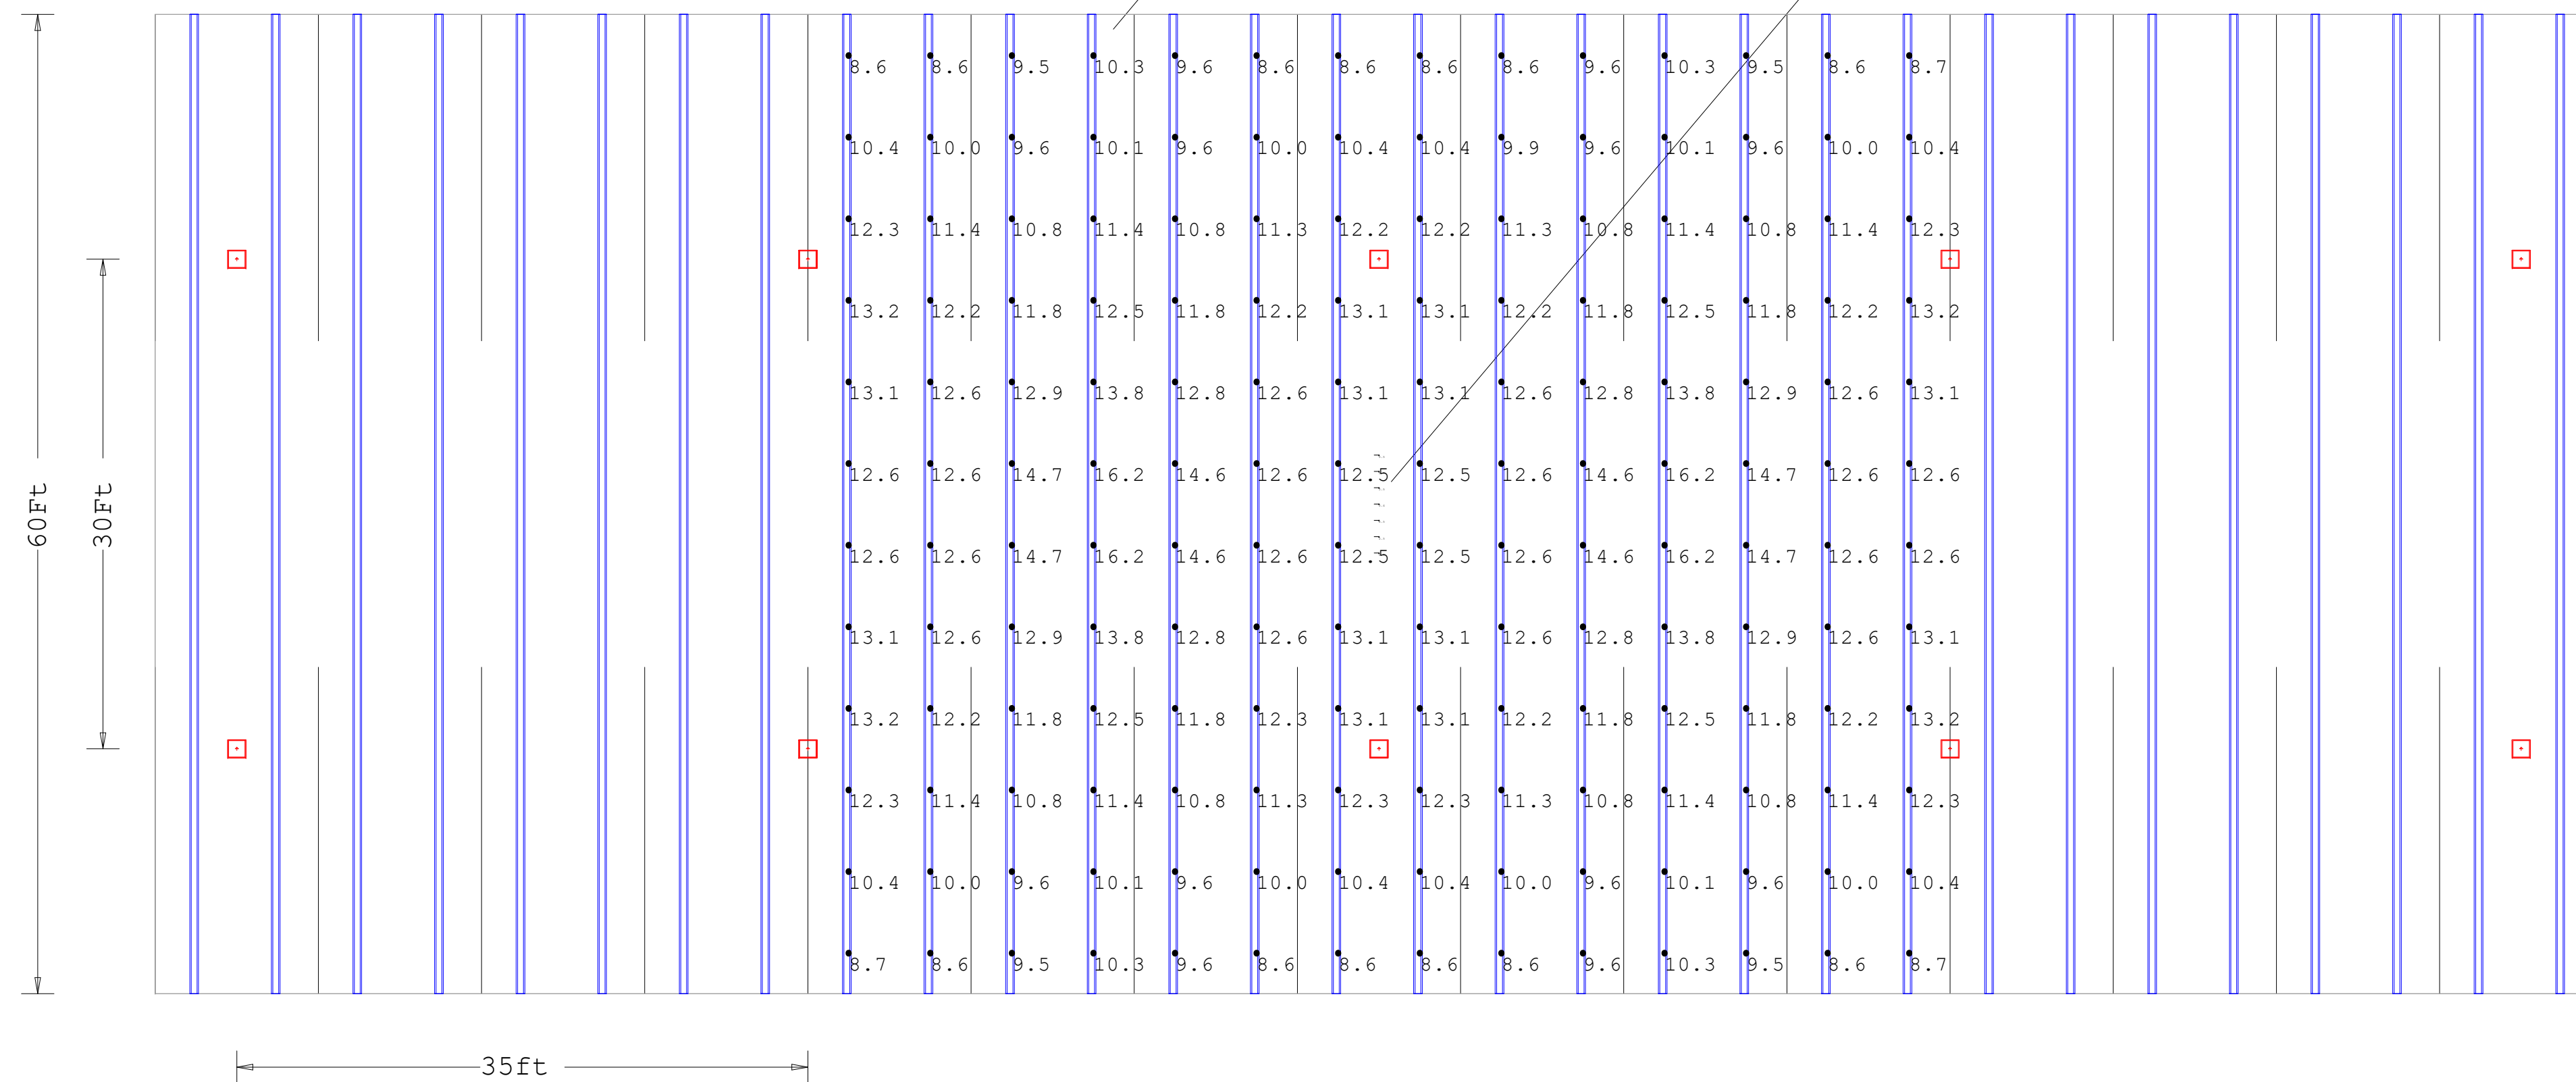 8.6 8.6 9.5 10.3 9.6 8.6 8.6 8.6 8.6 9.6 10.3 9.5 8.6 8.7
10.4 10.0 9.6 10.1 9.6 10.0 10.4 10.4 9.9 9.6 10.1 9.6 10.0 10.4
12.3 11.4 10.8 11.4 10.8 11.3 12.2 12.2 11.3 10.8 11.4 10.8 11.4 12.3
13.2 12.2 11.8 12.5 11.8 12.2 13.1 13.1 12.2 11.8 12.5 11.8 12.2 13.2
13.1 12.6 12.9 13.8 12.8 12.6 13.1 13.1 12.6 12.8 13.8 12.9 12.6 13.1
12.6 12.6 14.7 16.2 14.6 12.6 12.5 12.5 12.6 14.6 16.2 14.7 12.6 12.6
60Ft
30Ft
12.6 12.6 14.7 16.2 14.6 12.6 12.5 12.5 12.6 14.6 16.2 14.7 12.6 12.6
13.1 12.6 12.9 13.8 12.8 12.6 13.1 13.1 12.6 12.8 13.8 12.9 12.6 13.1
13.2 12.2 11.8 12.5 11.8 12.3 13.1 13.1 12.2 11.8 12.5 11.8 12.2 13.2
12.3 11.4 10.8 11.4 10.8 11.3 12.3 12.3 11.3 10.8 11.4 10.8 11.4 12.3
10.4 10.0 9.6 10.1 9.6 10.0 10.4 10.4 10.0 9.6 10.1 9.6 10.0 10.4
8.7 8.6 9.5 10.3 9.6 8.6 8.6 8.6 8.6 9.6 10.3 9.5 8.6 8.7
35ft